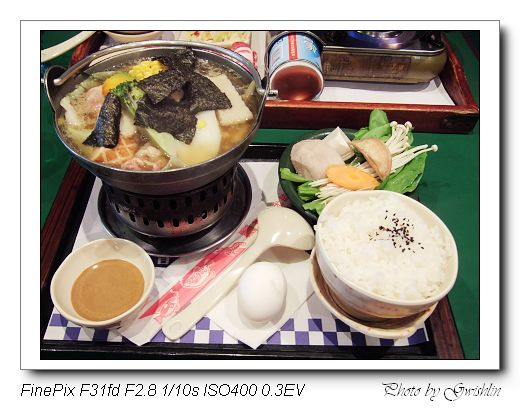 FinePix F31fd F2.8 1/10s ISO400 0.3EV
Photo by Gwishlin